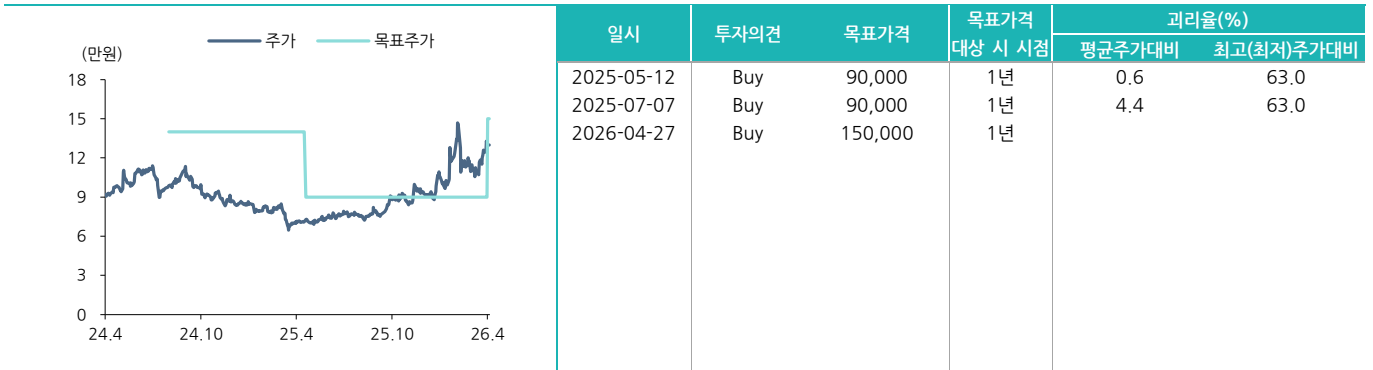 주가 목표주가
(만원)
18
15
12
9
6
3
0
24.4 24.10 25.4 25.10 26.4
일시 투자의견 목표가격 목표가격 대상 시 시점 괴리율(%)
평균주가대비 최고(최저)주가대비
2025-05-12 Buy 90,000 1년 0.6 63.0
2025-07-07 Buy 90,000 1년 4.4 63.0
2026-04-27 Buy 150,000 1년